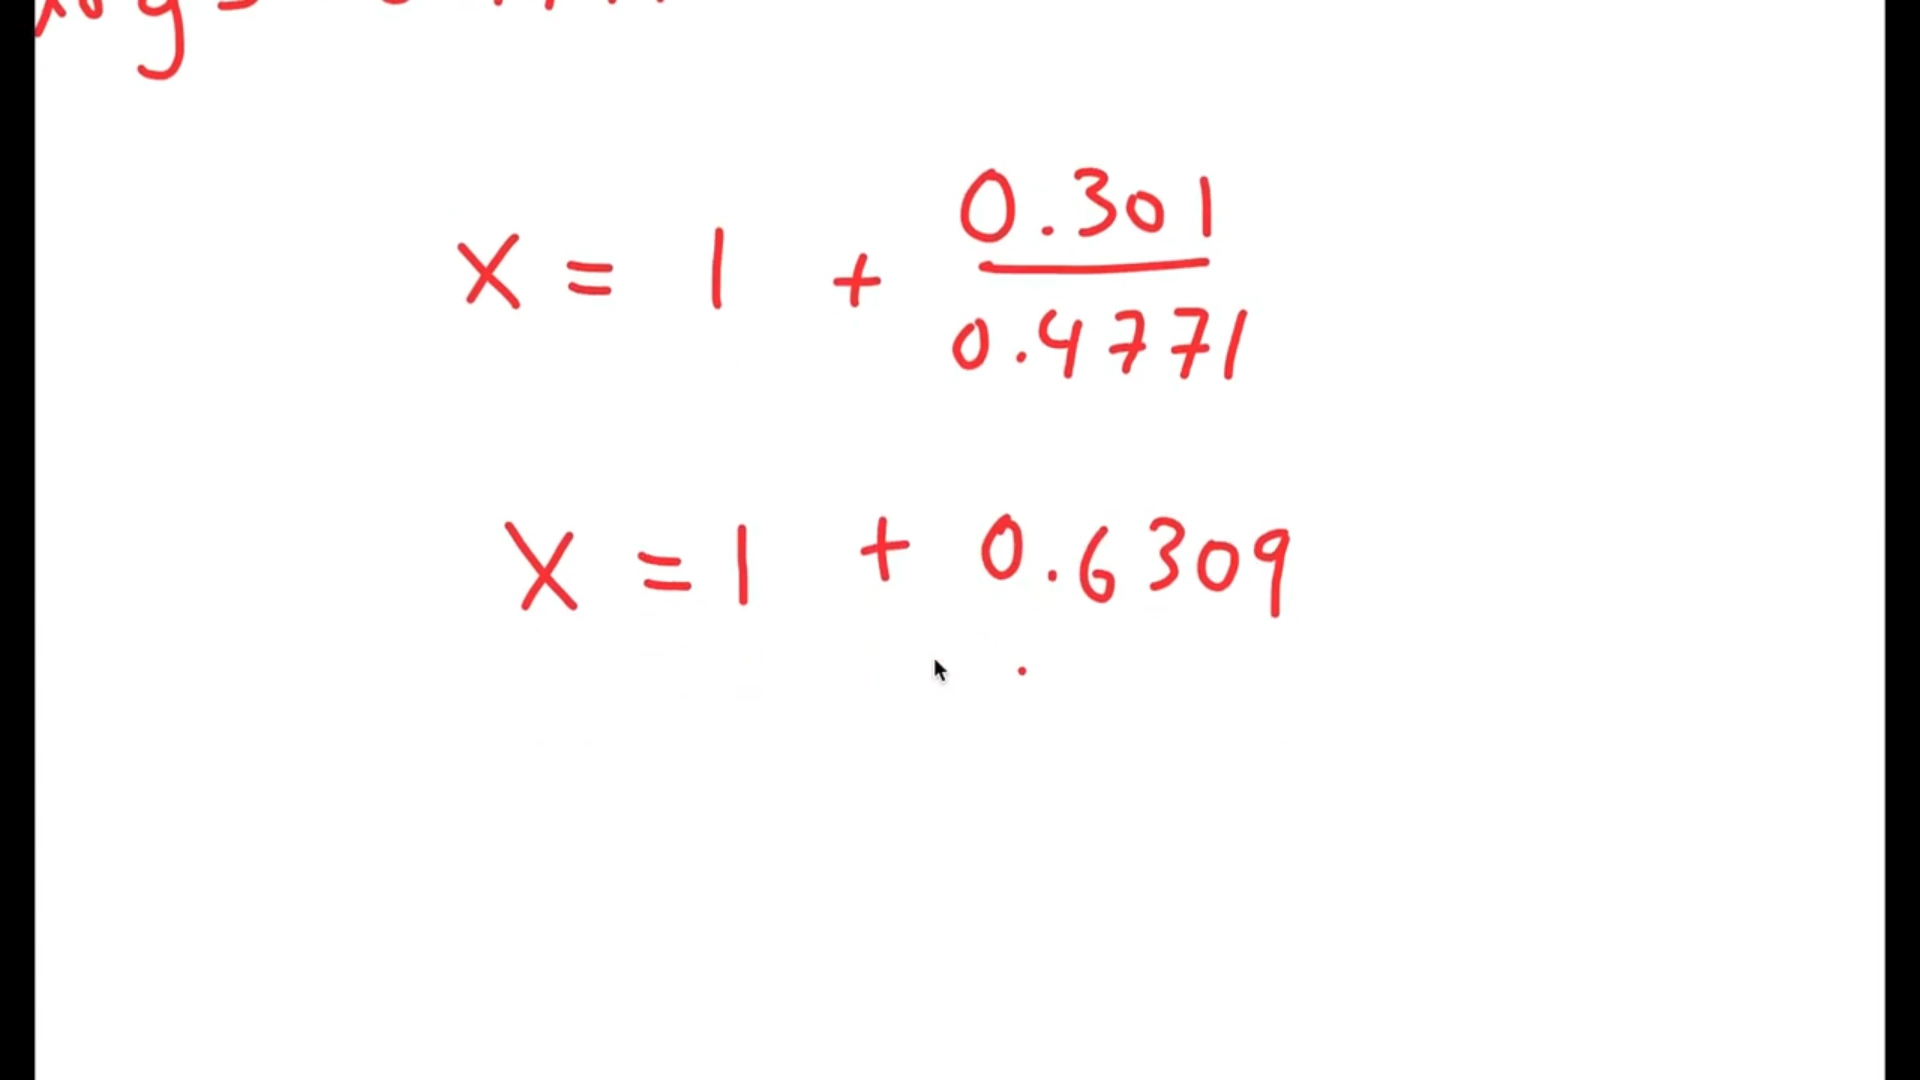 x = 1 + 0.301 / 0.4771
x = 1 + 0.6309